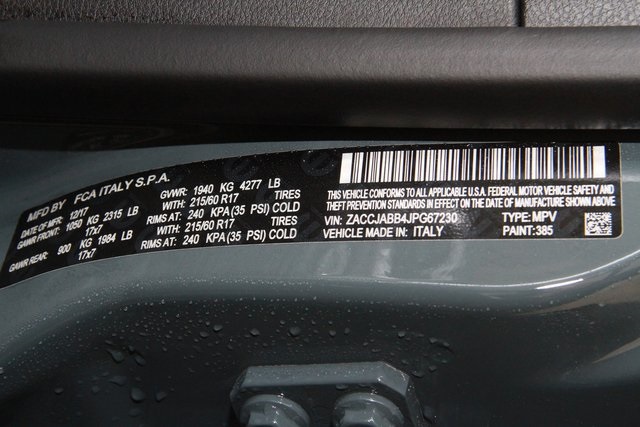 MFD BY FCA ITALY S.P.A.
12/17 GVWR: 1940 KG 4277 LB
GAWR FRONT: 1050 KG 2315 LB WITH: 215/60 R17 TIRES
17x7 RIMS AT: 240 KPA(35 PSI) COLD
GAWR REAR: 900 KG 1984 LB WITH: 215/60 R17 TIRES
17x7 RIMS AT: 240 KPA(35 PSI) COLD
THIS VEHICLE CONFORMS TO ALL APPLICABLE U.S.A. FEDERAL MOTOR VEHICLE SAFETY
AND THEFT PREVENTION STANDARDS IN EFFECT ON THE DATE OF MANUFACTURE SHOWN ABOVE
VIN: ZACCJABB4JPG67230 TYPE: MPV
VEHICLE MADE IN: ITALY PAINT: 385